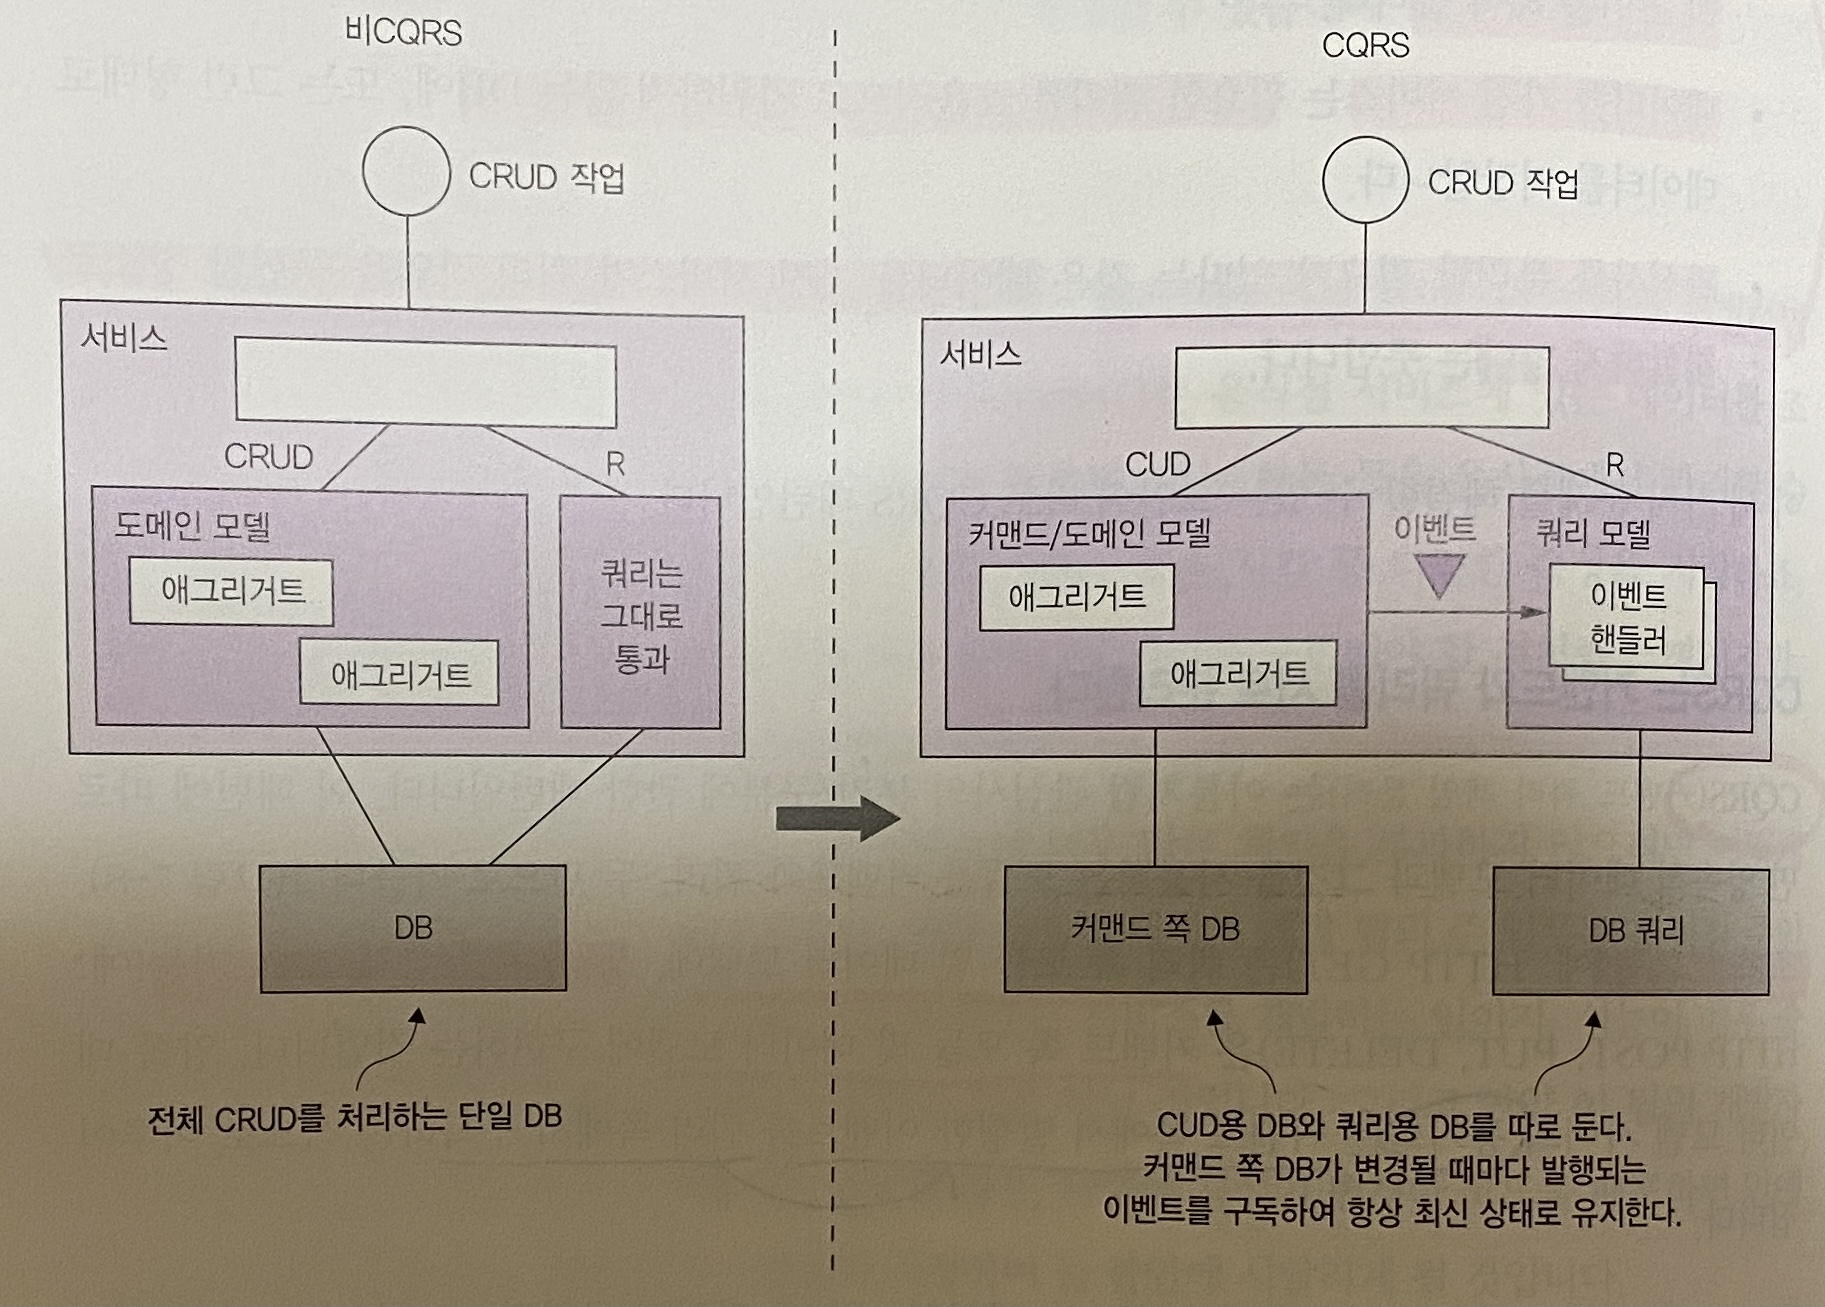 비CQRS
CRUD 작업
서비스
CRUD
R
도메인 모델
애그리거트
애그리거트
쿼리는
그대로
통과
DB
전체 CRUD를 처리하는 단일 DB
CQRS
CRUD 작업
서비스
CUD
R
커맨드/도메인 모델
애그리거트
애그리거트
이벤트
쿼리 모델
이벤트
핸들러
커맨드 쪽 DB
DB 쿼리
CUD용 DB와 쿼리용 DB를 따로 둔다.
커맨드 쪽 DB가 변경될 때마다 발행되는
이벤트를 구독하여 항상 최신 상태로 유지한다.